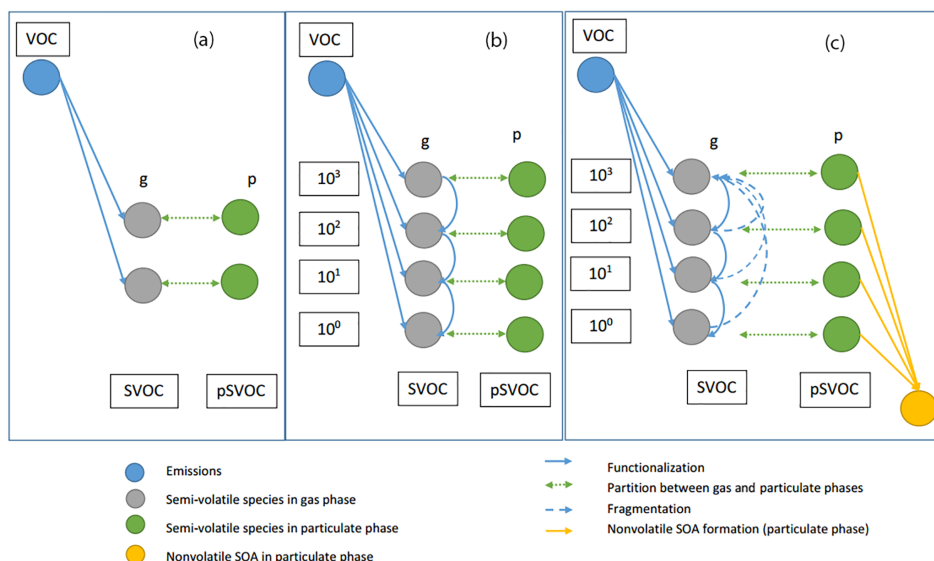 VOC
(a)
g
p
SVOC
pSVOC
VOC
(b)
g
p
10³
10²
10¹
10⁰
SVOC
pSVOC
VOC
(c)
g
p
10³
10²
10¹
10⁰
SVOC
pSVOC
Emissions
Semi-volatile species in gas phase
Semi-volatile species in particulate phase
Nonvolatile SOA in particulate phase
Functionalization
Partition between gas and particulate phases
Fragmentation
Nonvolatile SOA formation (particulate phase)